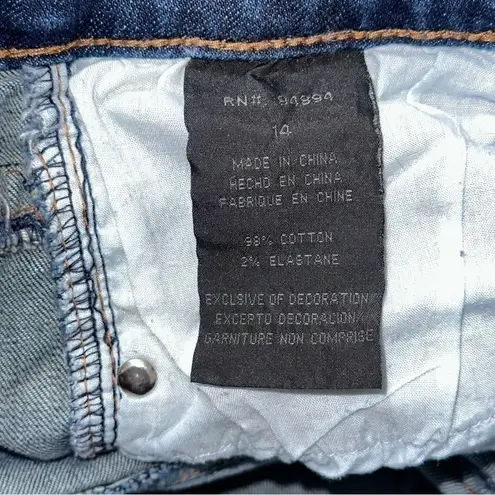 RN#: 94894
14
MADE IN CHINA
HECHO EN CHINA
FABRIQUE EN CHINE
98% COTTON
2% ELASTANE
EXCLSIVE OF DECORATION
EXCEPTO DECORACION
GARNITURE NON COMPRISE